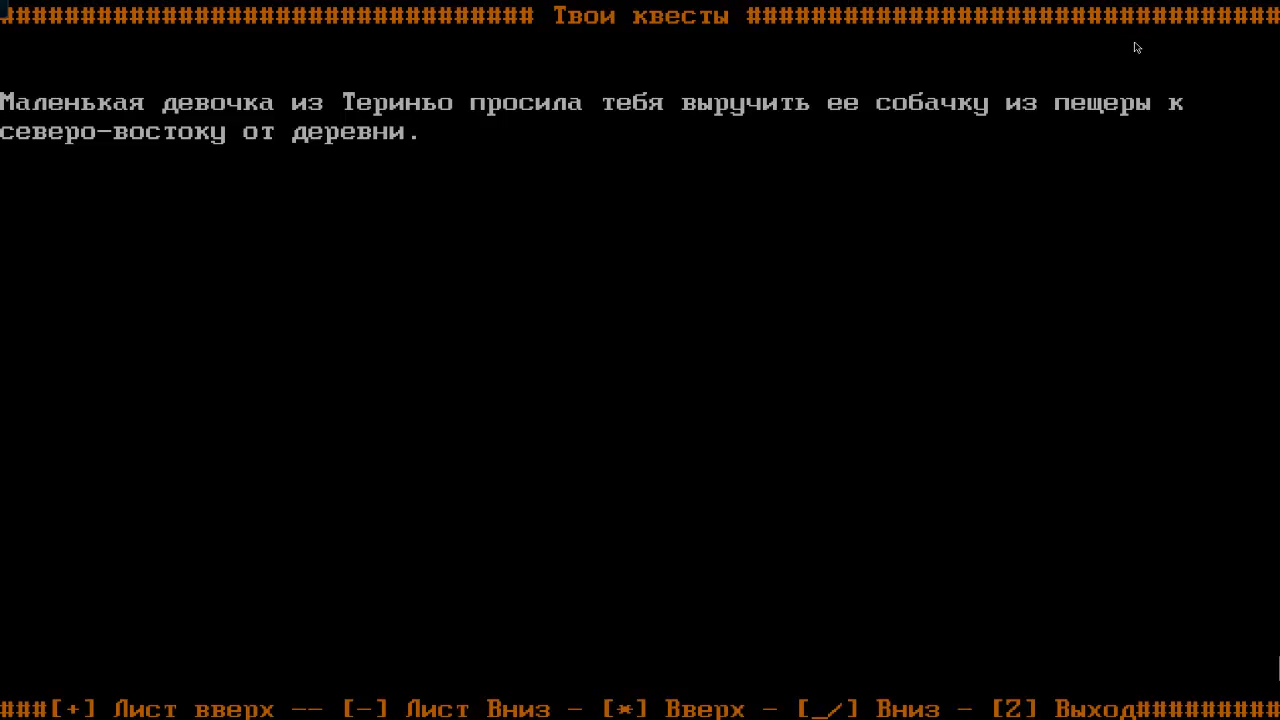 ################################# Твои квесты #################################
Маленькая девочка из Териньо просила тебя выручить ее собачку из пещеры к
северо-востоку от деревни.
###[+] Лист вверх -- [-] Лист Вниз - [*] Вверх - [_/] Вниз - [Z] Выход#########